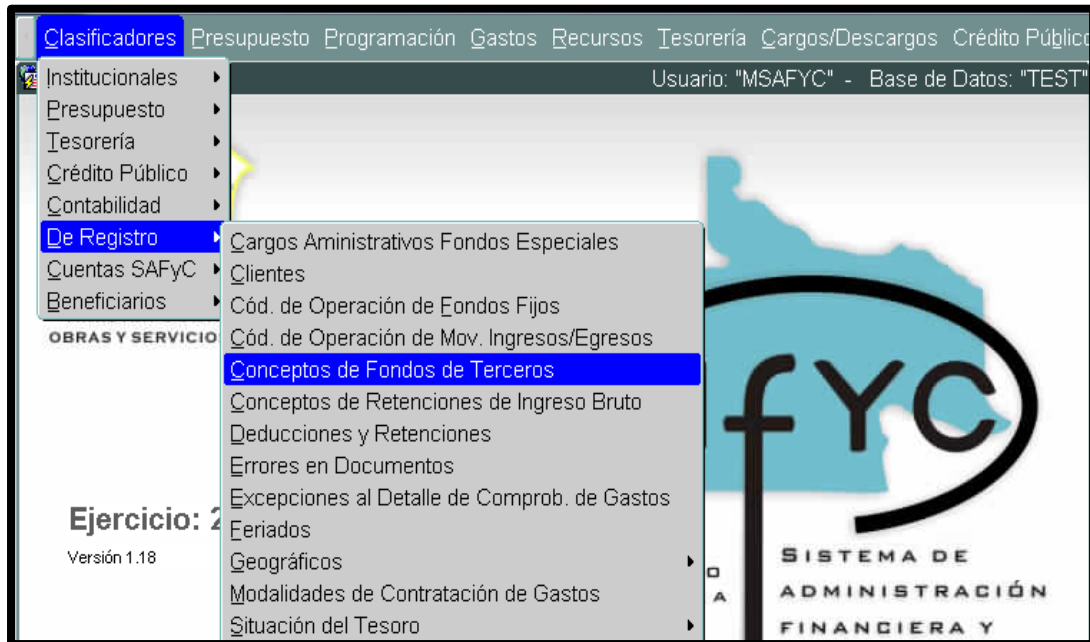 Clasificadores Presupuesto Programación Gastos Recursos Tesorería Cargos/Descargos Crédito Público
Usuario: "MSAFYC" - Base de Datos: "TEST"
Institucionales
Presupuesto
Tesorería
Crédito Público
Contabilidad
De Registro
Cuentas SAFyC
Beneficiarios
Cargos Aministrativos Fondos Especiales
Clientes
Cód. de Operación de Fondos Fijos
Cód. de Operación de Mov. Ingresos/Egresos
Conceptos de Fondos de Terceros
Conceptos de Retenciones de Ingreso Bruto
Deducciones y Retenciones
Errores en Documentos
Excepciones al Detalle de Comprob. de Gastos
Feriados
Geográficos
Modalidades de Contratación de Gastos
Situación del Tesoro
OBRAS Y SERVICIO
fYC
Ejercicio: 2
Versión 1.18
SISTEMA DE
ADMINISTRACIÓN
FINANCIERA Y